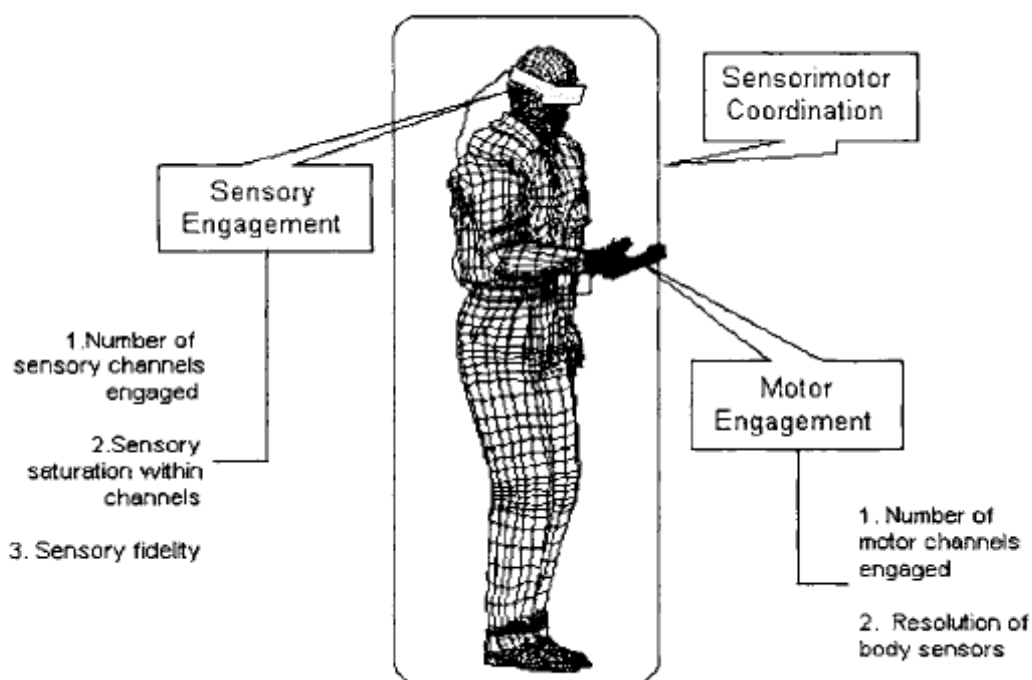 Sensorimotor
Coordination
Sensory
Engagement
1.Number of
sensory channels
engaged
2.Sensory
saturation within
channels
3. Sensory fidelity
Motor
Engagement
1. Number of
motor channels
engaged
2. Resolution of
body sensors